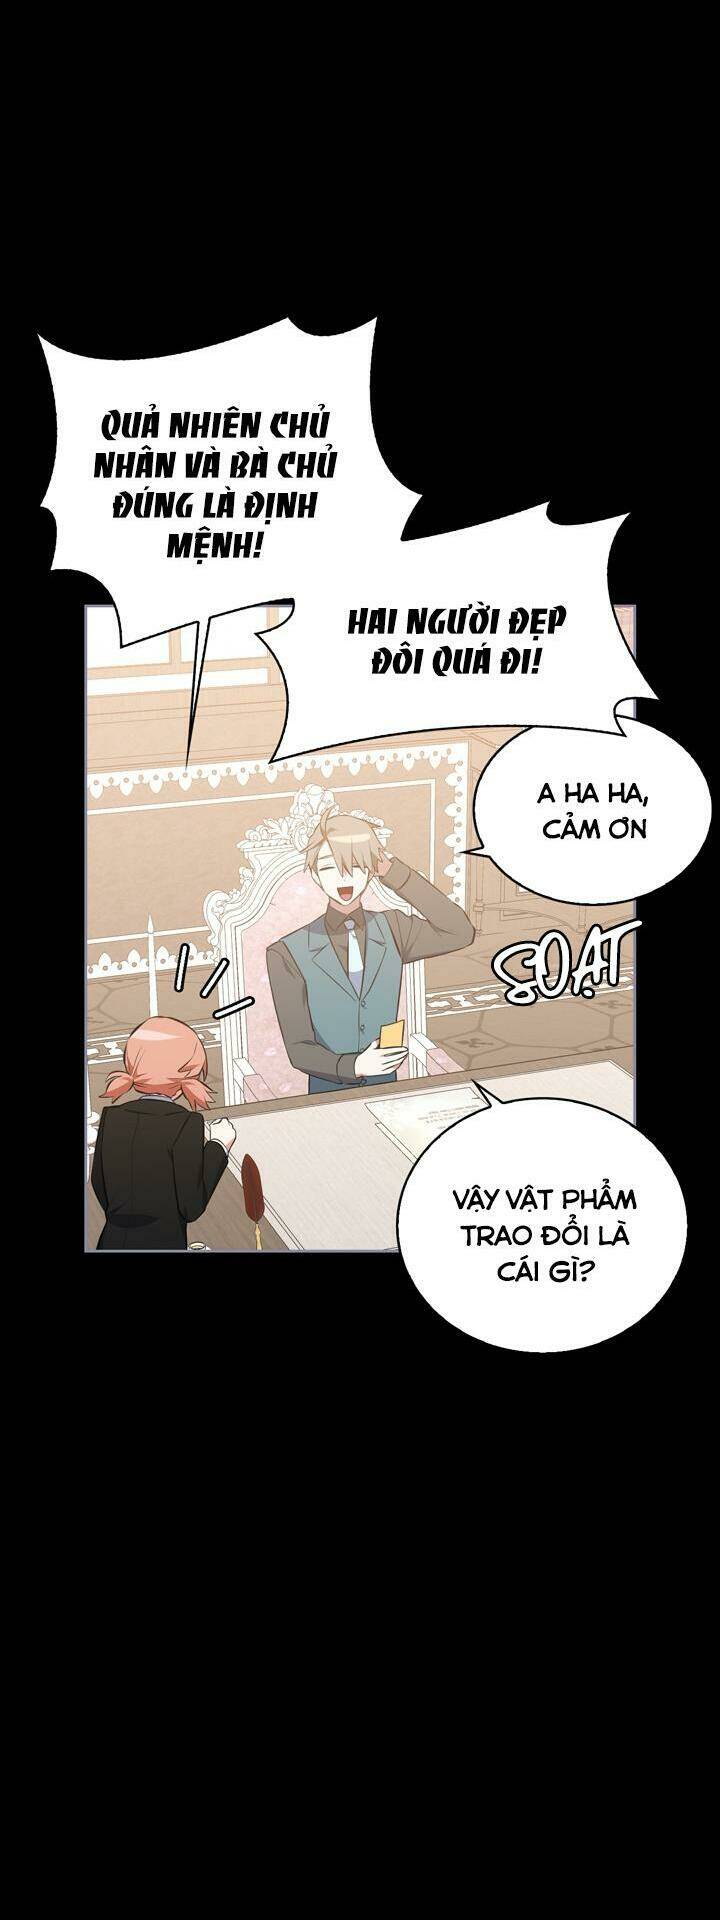 QUẢ NHIÊN CHỦ
NHÂN VÀ BÀ CHỦ
ĐÚNG LÀ ĐỊNH
MỆNH!
HAI NGƯỜI ĐẸP
ĐÔI QUÁ ĐI!
A HA HA,
CẢM ƠN
SOẠT
VẬY VẬT PHẨM
TRAO ĐỔI LÀ
CÁI GÌ?